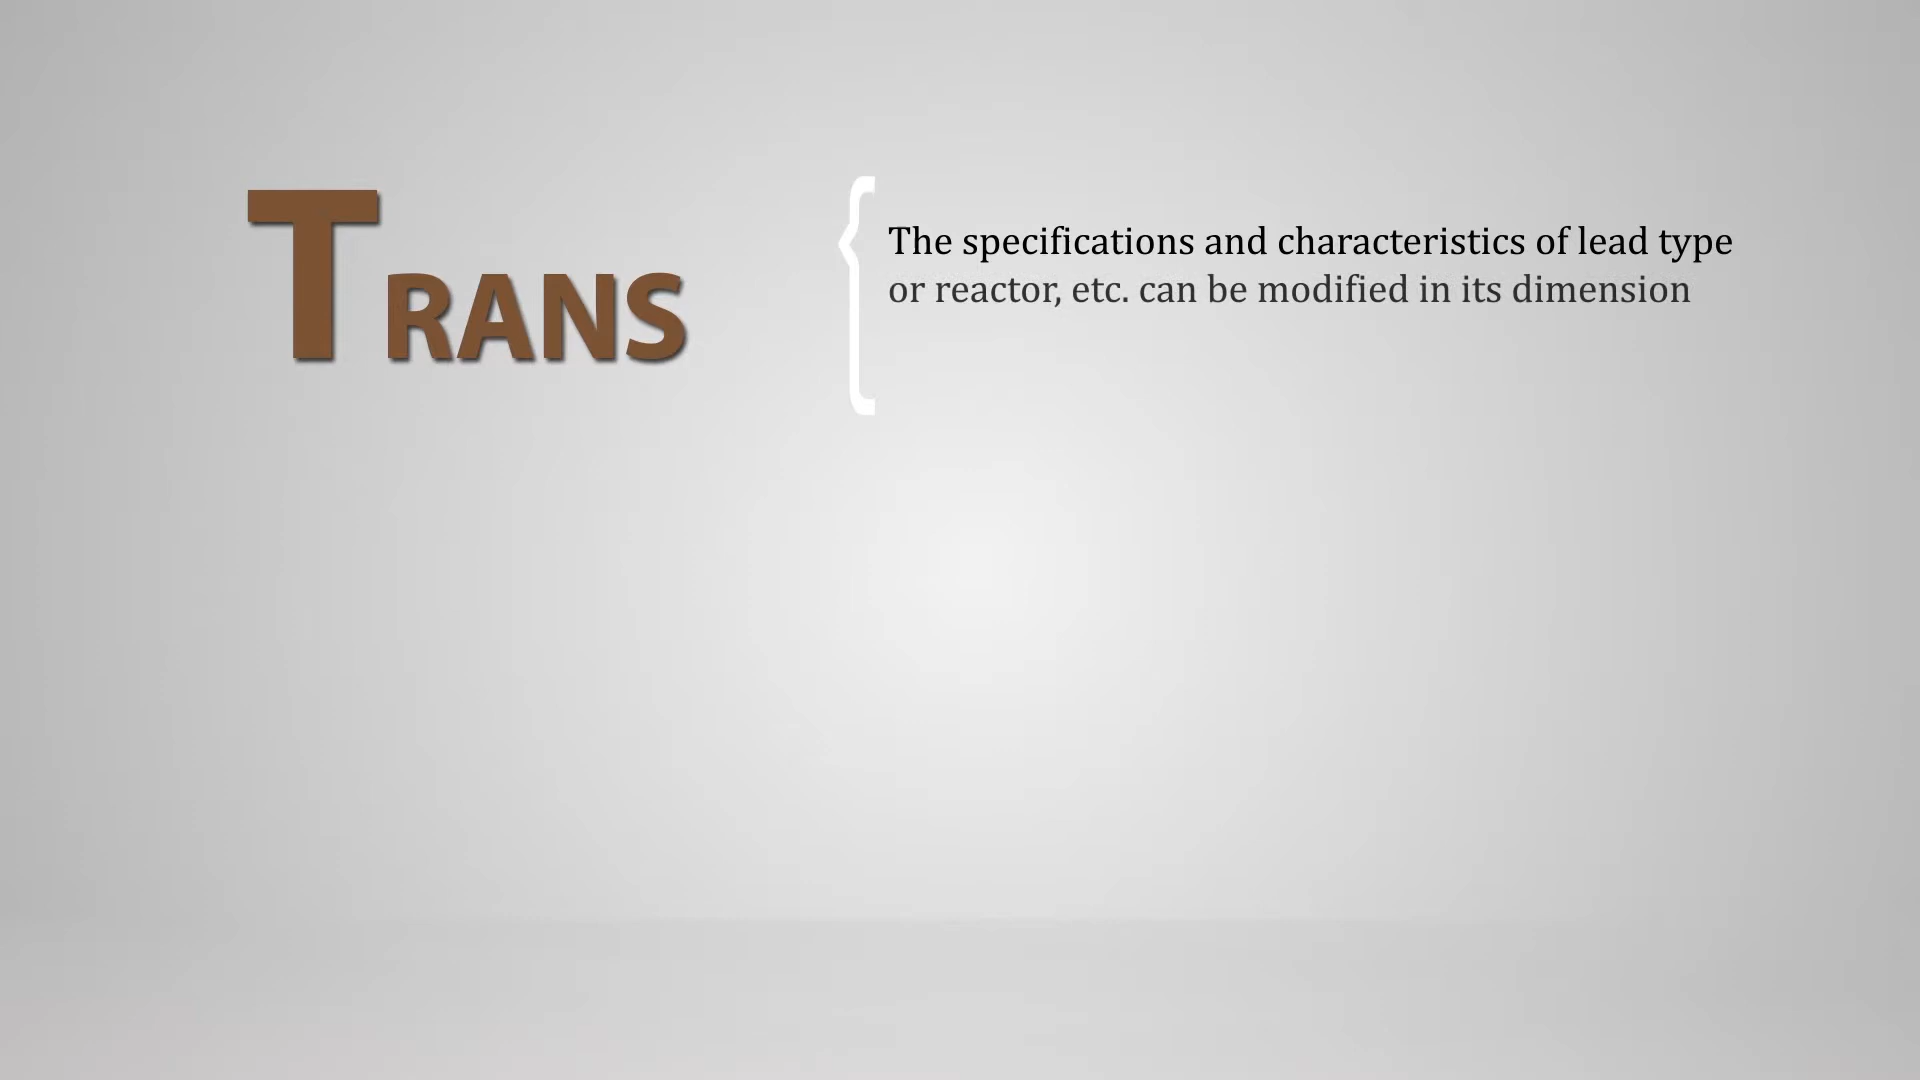 TRANS
The specifications and characteristics of lead type
or reactor, etc. can be modified in its dimension